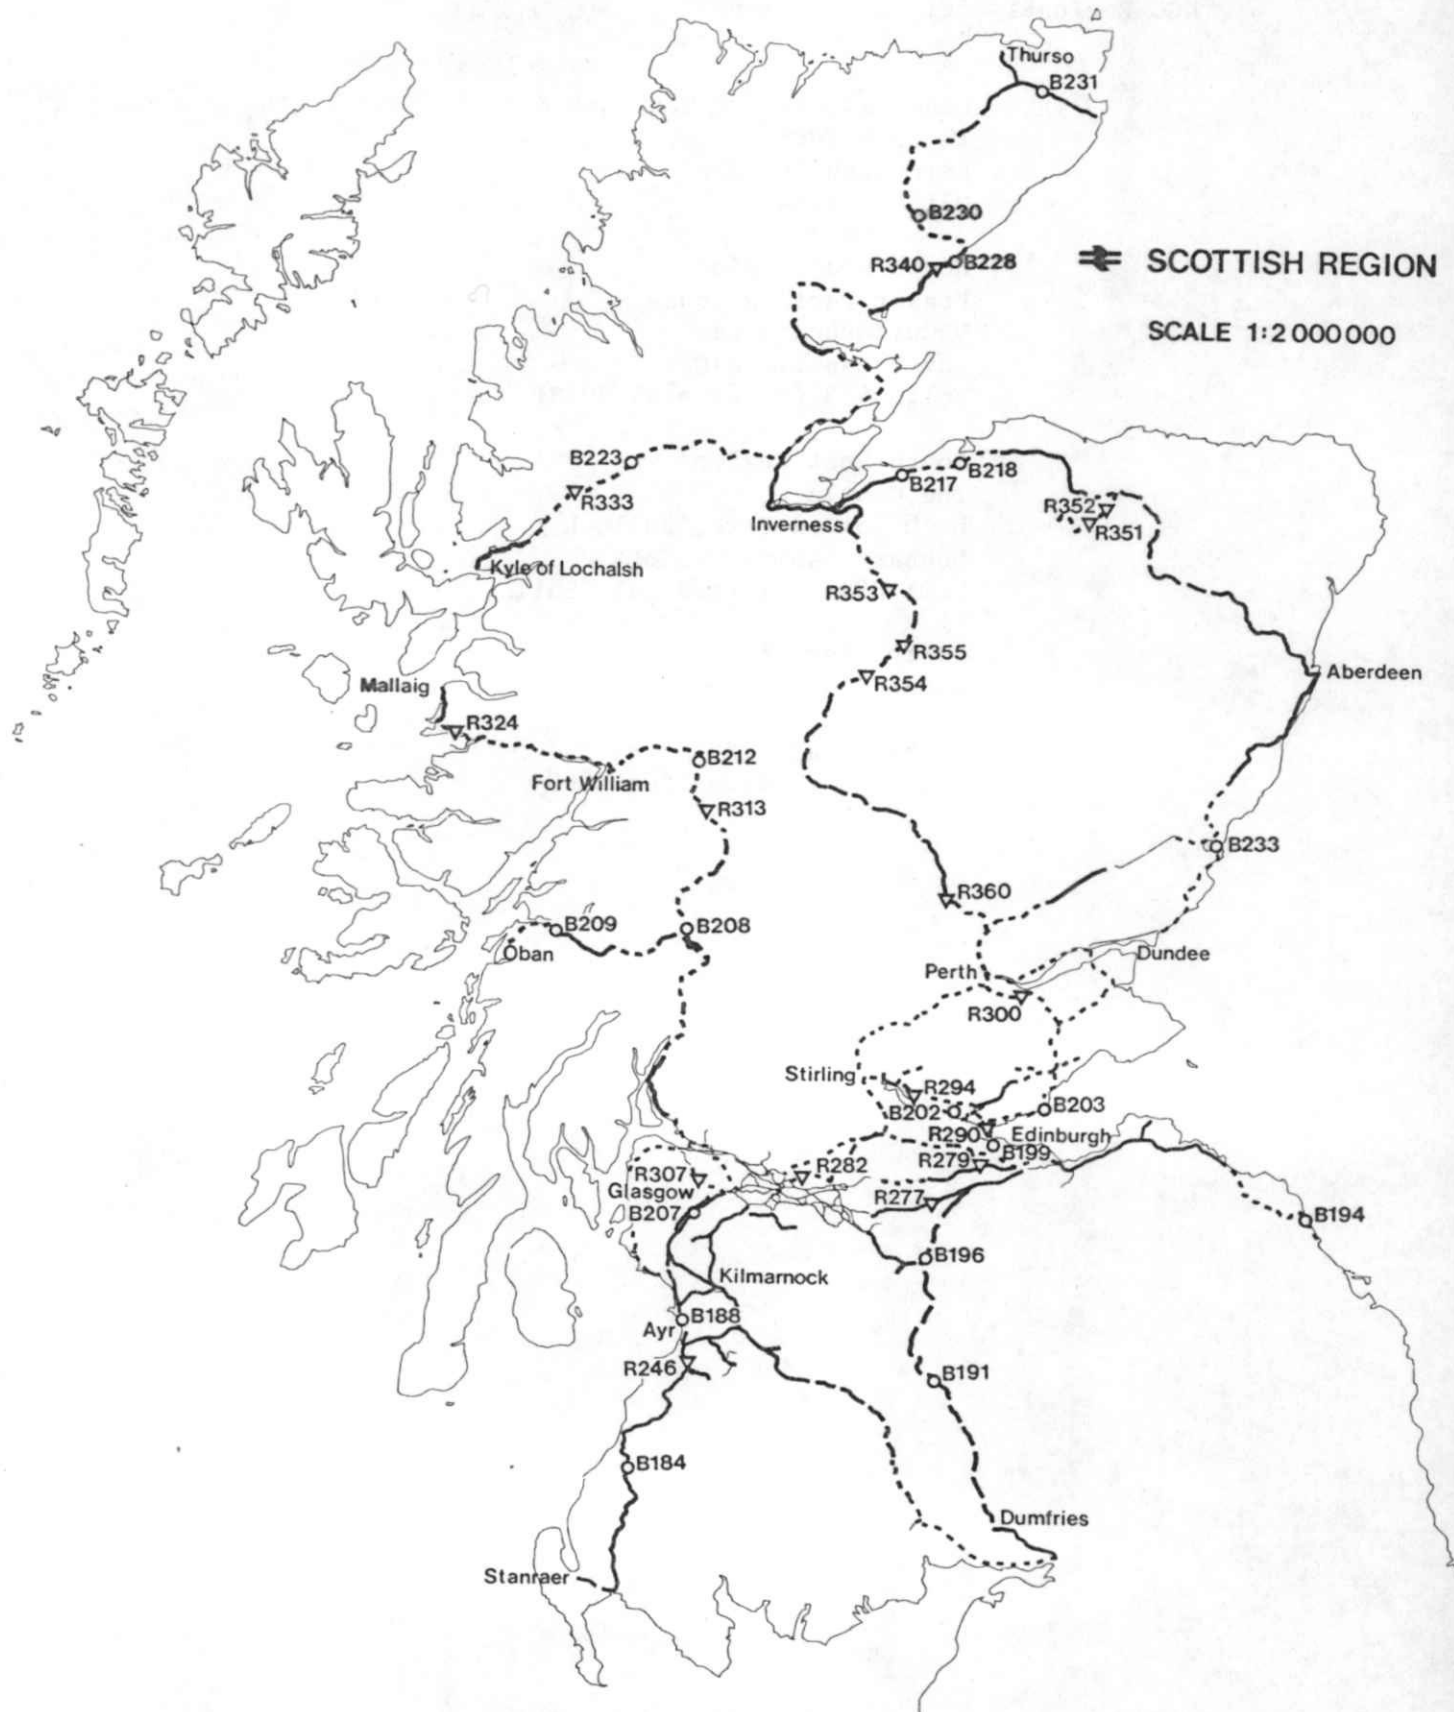 Thurso
B231
B230
R340
B228
SCOTTISH REGION
SCALE 1:2 000 000
B223
R333
B217
B218
R352
R351
Inverness
Kyle of Lochalsh
R353
R355
R354
Mallaig
R324
Aberdeen
B212
Fort William
R313
B233
R360
B209
B208
Oban
Dundee
Perth
R300
Stirling
R294
B202
B203
R290
Edinburgh
B199
R279
R282
R307
Glasgow
R277
B207
B194
B196
Kilmarnock
B188
Ayr
R246
B191
B184
Dumfries
Stanraer